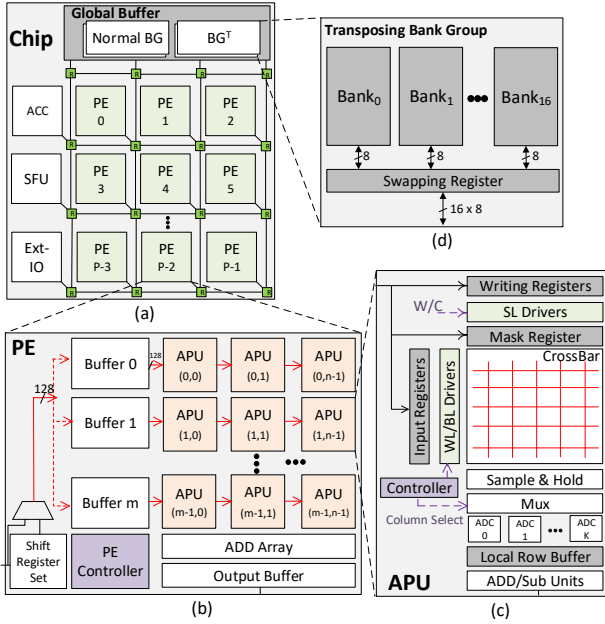 Chip
Global Buffer
Normal BG
BGᵀ
R R R R
ACC
PE
0
PE
1
PE
2
R R R R
SFU
PE
3
PE
4
PE
5
R R R R
Ext-
IO
PE
P-3
PE
P-2
PE
P-1
R R R R
(a)
Transposing Bank Group
Bank₀
Bank₁
Bank₁₆
8
8
8
Swapping Register
16 x 8
(d)
PE
128
Buffer 0
128
APU
(0,0)
APU
(0,1)
APU
(0,n-1)
Buffer 1
APU
(1,0)
APU
(1,1)
APU
(1,n-1)
Buffer m
APU
(m-1,0)
APU
(m-1,1)
APU
(m-1,n-1)
Shift
Register
Set
PE
Controller
ADD Array
Output Buffer
(b)
Writing Registers
W/C
SL Drivers
Mask Register
CrossBar
Input Registers
WL/BL Drivers
Controller
Sample & Hold
Column Select
Mux
ADC
0
ADC
1
ADC
K
Local Row Buffer
APU
ADD/Sub Units
(c)